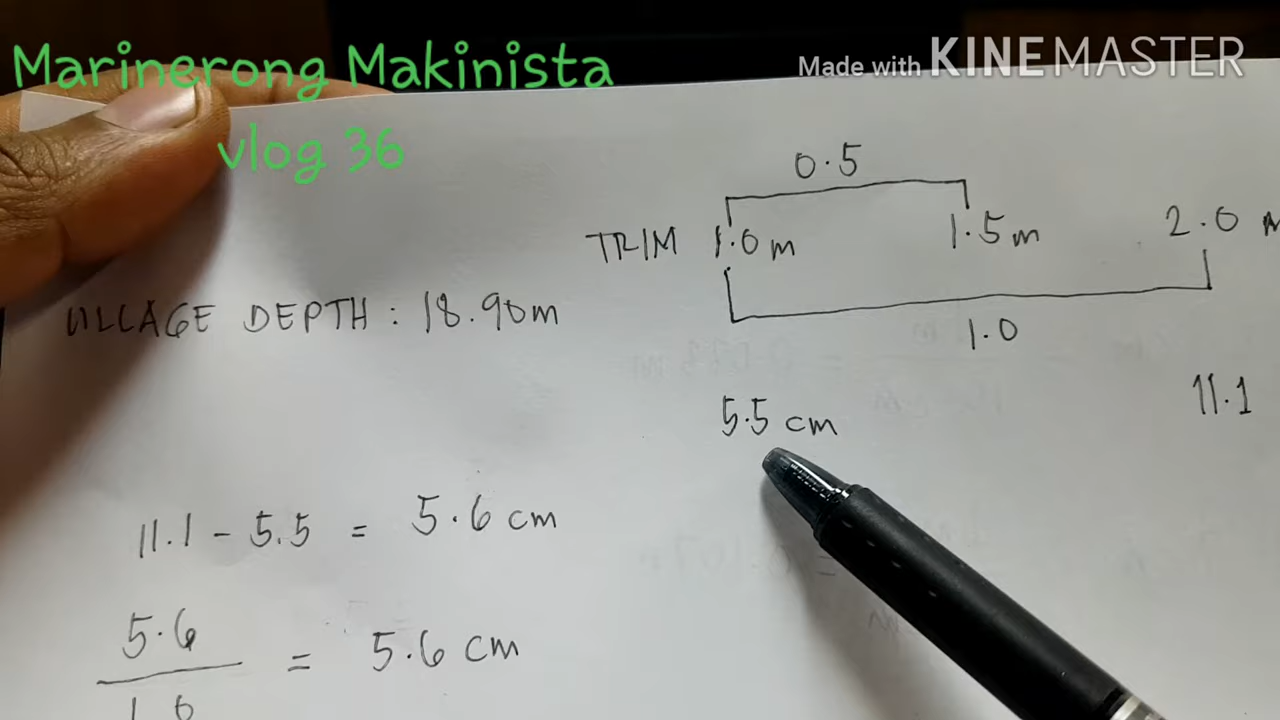 Marinerong Makinista
vlog 36
Made with KINEMASTER
0.5
TRIM 1.0m 1.5m 2.0 m
ULLAGE DEPTH : 18.90m
1.0
5.5 cm 11.1
11.1 - 5.5 = 5.6 cm
5.6
= 5.6 cm
1.0